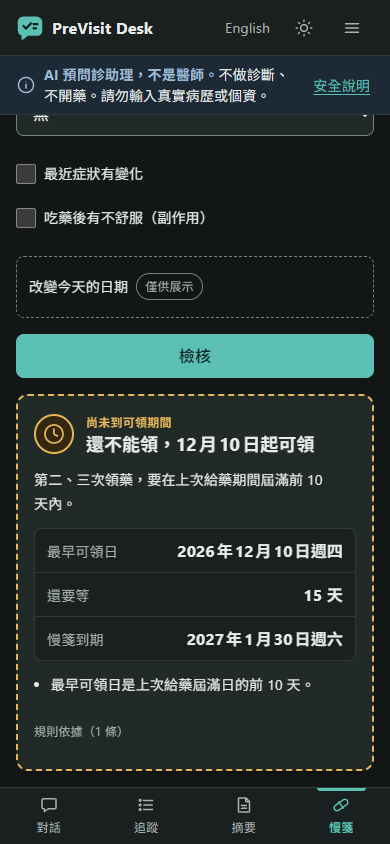 PreVisit Desk
English
AI 預問診助理，不是醫師。不做診斷、
不開藥。請勿輸入真實病歷或個資。
安全說明
無
最近症狀有變化
吃藥後有不舒服（副作用）
改變今天的日期
僅供展示
檢核
尚未到可領期間
還不能領，12 月 10 日起可領
第二、三次領藥，要在上次給藥期間屆滿前 10
天內。
最早可領日
2026 年 12 月 10 日週四
還要等
15 天
慢箋到期
2027 年 1 月 30 日週六
• 最早可領日是上次給藥屆滿日的前 10 天。
規則依據（1 條）
對話
追蹤
摘要
慢箋